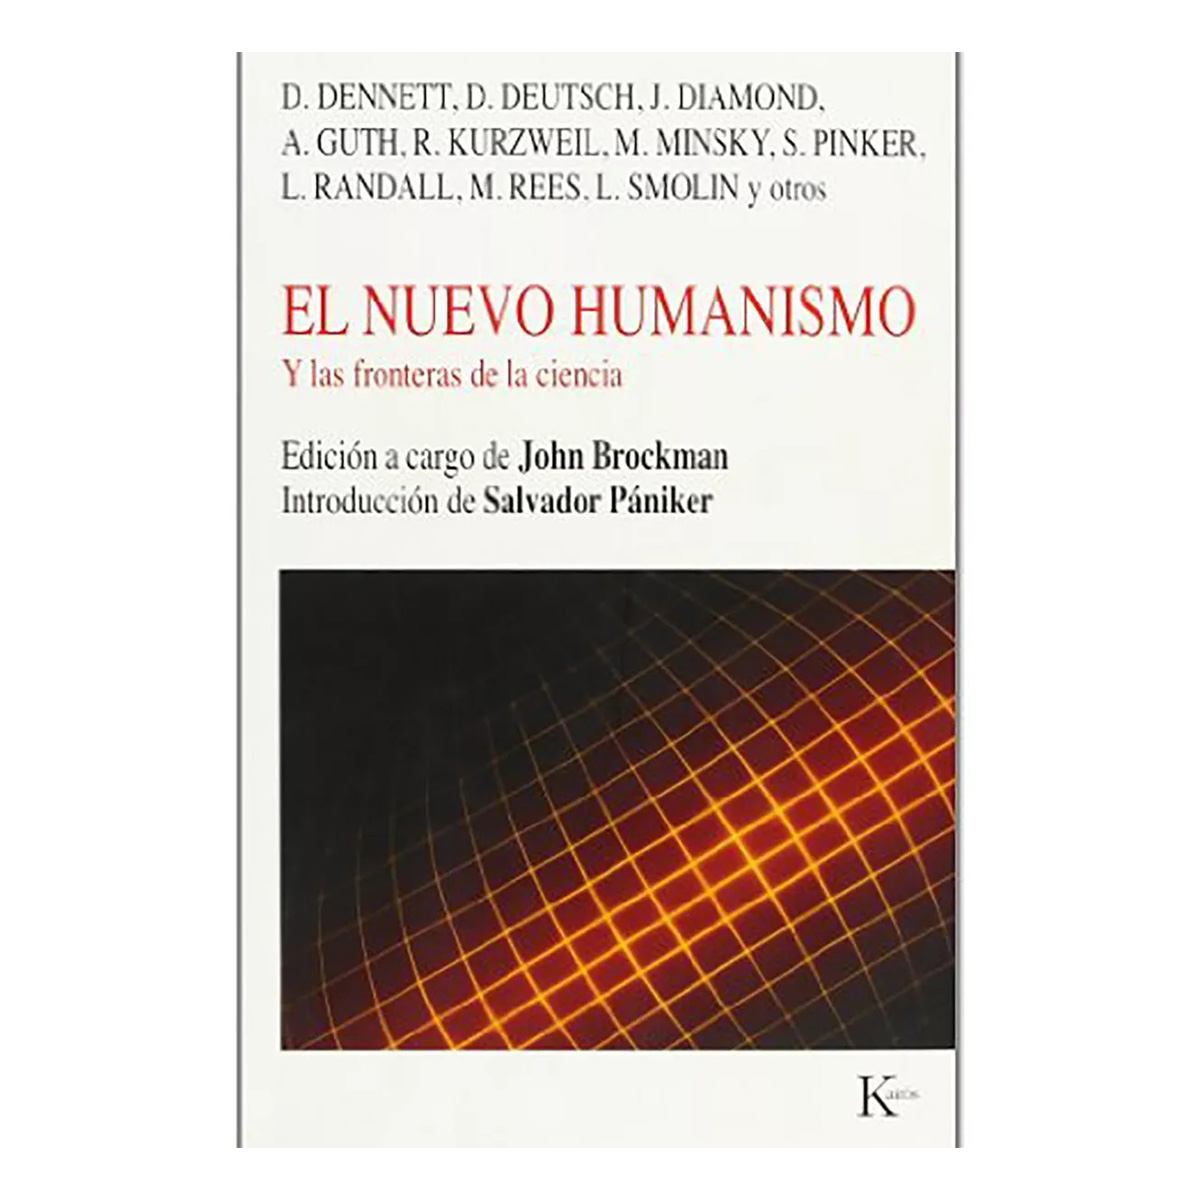 D. DENNETT, D. DEUTSCH, J. DIAMOND,
A. GUTH, R. KURZWEIL, M. MINSKY, S. PINKER,
L. RANDALL, M. REES, L. SMOLIN y otros
EL NUEVO HUMANISMO
Y las fronteras de la ciencia
Edición a cargo de John Brockman
Introducción de Salvador Pániker
Kairós